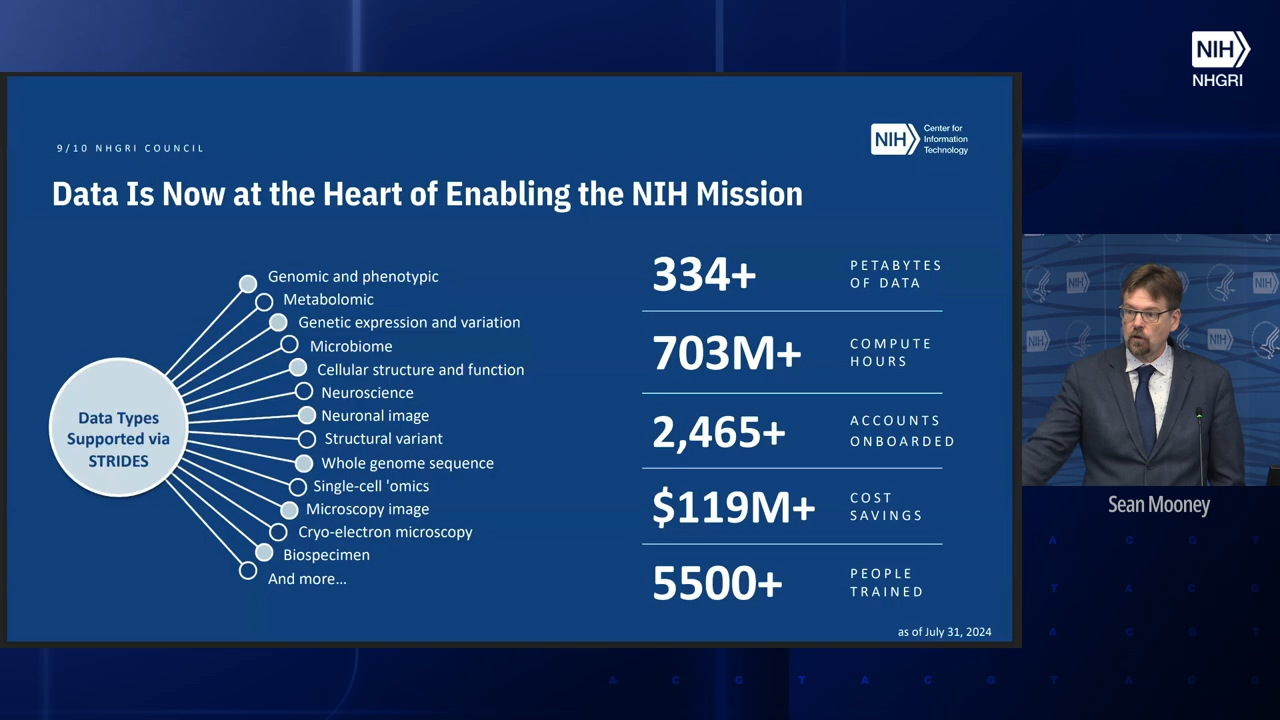 NIH
NHGRI
9/10 NHGRI COUNCIL
NIH
Center for
Information
Technology
Data Is Now at the Heart of Enabling the NIH Mission
Data Types
Supported via
STRIDES
Genomic and phenotypic
Metabolomic
Genetic expression and variation
Microbiome
Cellular structure and function
Neuroscience
Neuronal image
Structural variant
Whole genome sequence
Single-cell 'omics
Microscopy image
Cryo-electron microscopy
Biospecimen
And more...
334+ PETABYTES
OF DATA
703M+ COMPUTE
HOURS
2,465+ ACCOUNTS
ONBOARDED
$119M+ COST
SAVINGS
5500+ PEOPLE
TRAINED
as of July 31, 2024
NIH
NIH
NIH
NIH
Sean Mooney
A C G T
T A C G
A C G T
A C G T A C G T A C G